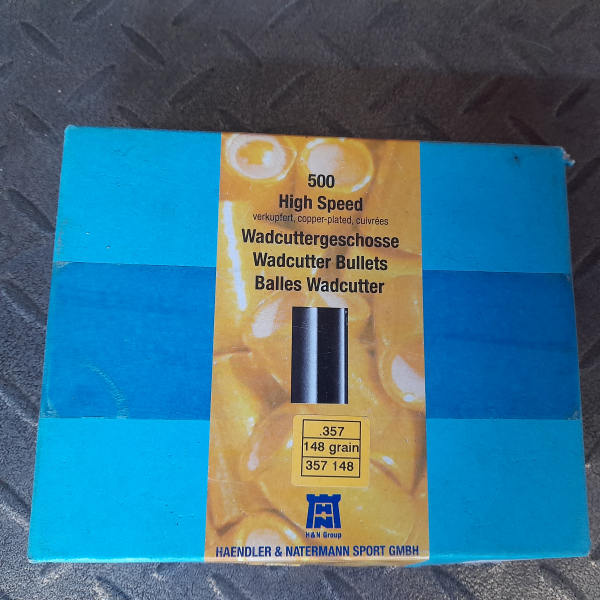 500
High Speed
verkupfert, copper-plated, cuivrées
Wadcuttergeschosse
Wadcutter Bullets
Balles Wadcutter
.357
148 grain
357 148
HN
H & N Group
HAENDLER & NATERMANN SPORT GMBH